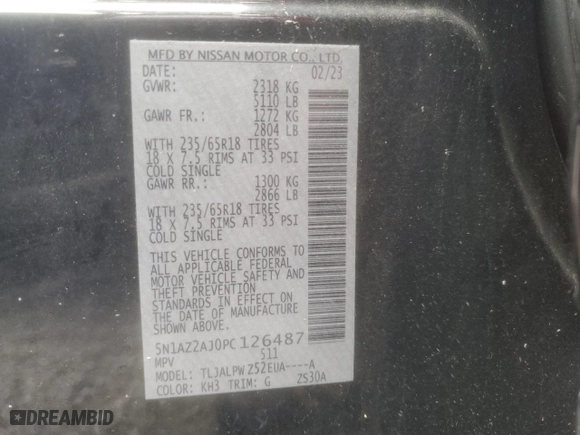 MFD BY NISSAN MOTOR CO., LTD.
DATE: 02/23
GVWR: 2318 KG
5110 LB
GAWR FR.: 1272 KG
2804 LB
WITH 235/65R18 TIRES
18 X 7.5 RIMS AT 33 PSI
COLD SINGLE
GAWR RR.: 1300 KG
2866 LB
WITH 235/65R18 TIRES
18 X 7.5 RIMS AT 33 PSI
COLD SINGLE
THIS VEHICLE CONFORMS TO
ALL APPLICABLE FEDERAL
MOTOR VEHICLE SAFETY AND
THEFT PREVENTION
STANDARDS IN EFFECT ON
THE DATE OF MANUFACTURE
SHOWN ABOVE.
5N1AZ2AJ0PC126487
MPV 511
MODEL: TLJALPW Z52EUA----A
COLOR: KH3 TRIM: G ZS30A
DREAMBID